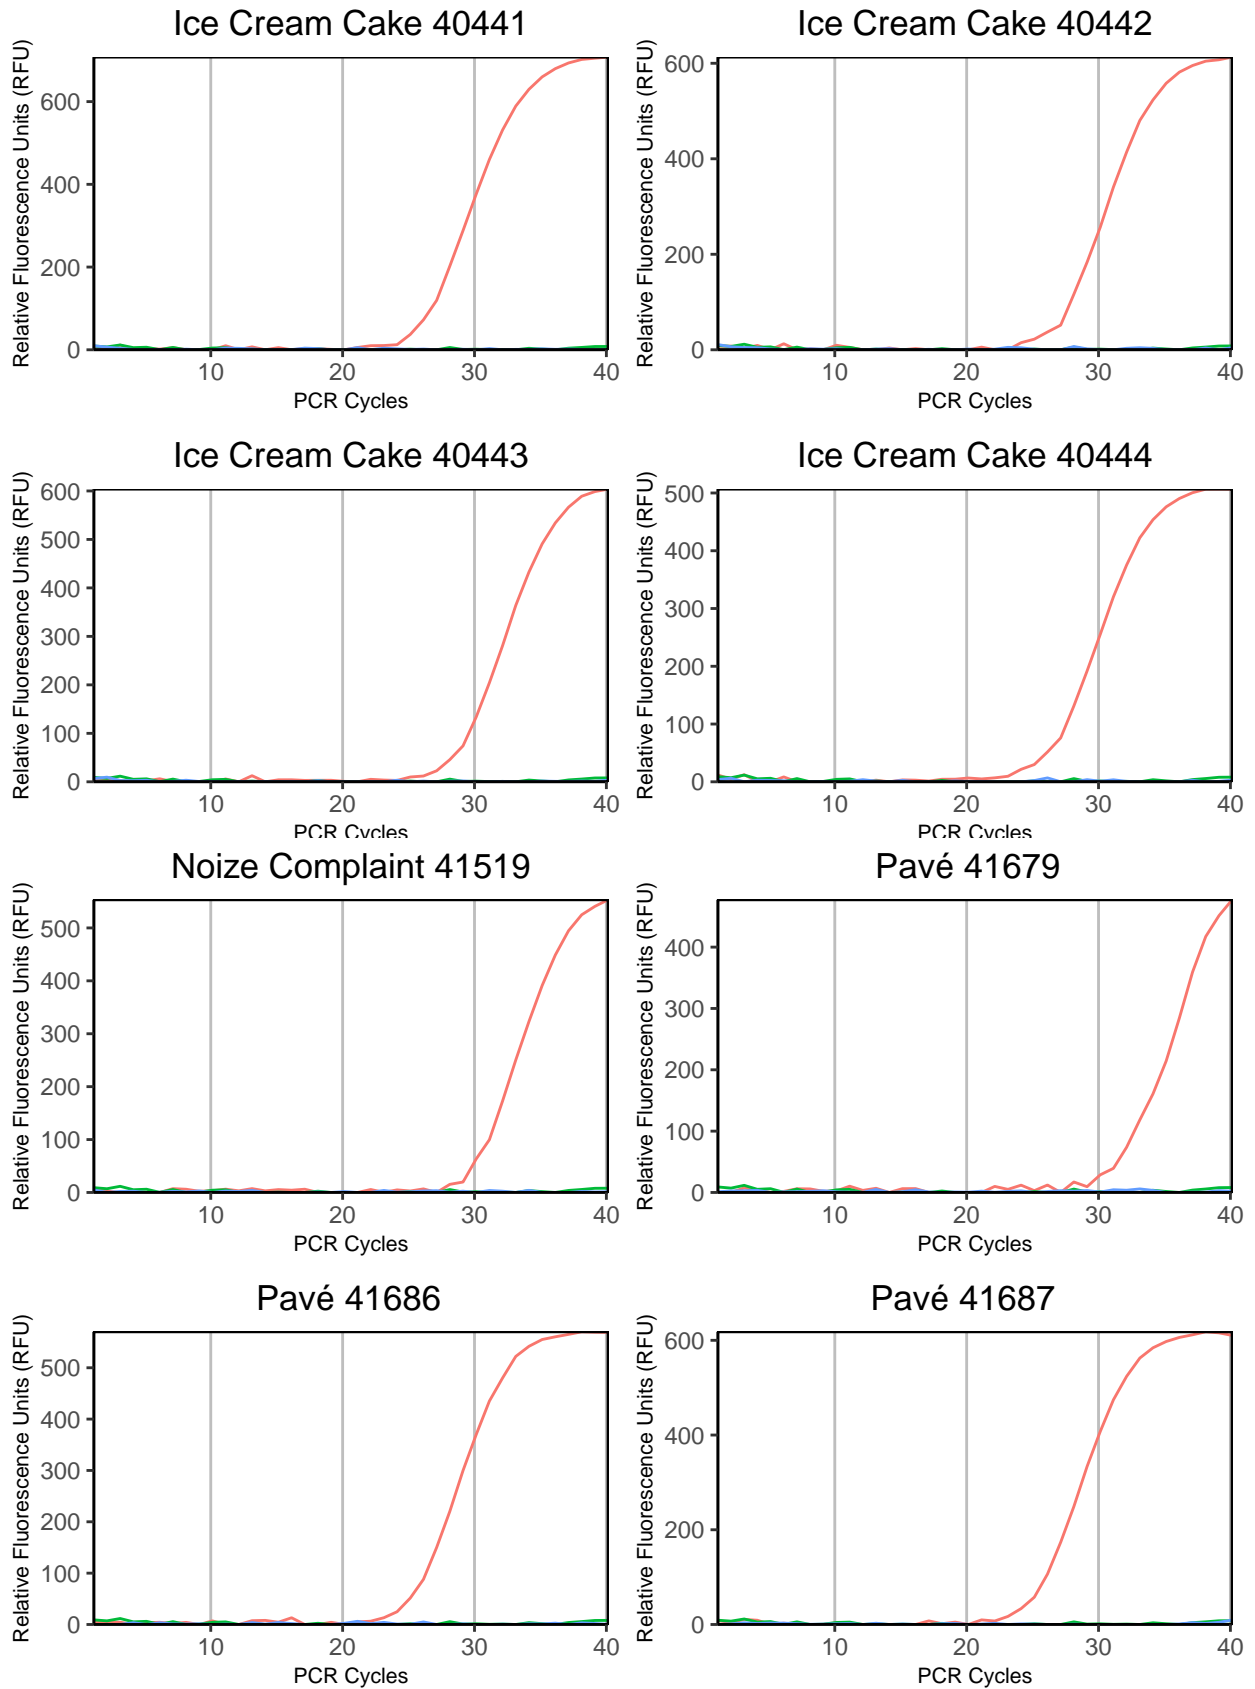 Ice Cream Cake 40441
Relative Fluorescence Units (RFU)
600
400
200
0
10 20 30 40
PCR Cycles
Ice Cream Cake 40442
Relative Fluorescence Units (RFU)
600
400
200
0
10 20 30 40
PCR Cycles
Ice Cream Cake 40443
Relative Fluorescence Units (RFU)
600
500
400
300
200
100
0
10 20 30 40
PCR Cycles
Ice Cream Cake 40444
Relative Fluorescence Units (RFU)
500
400
300
200
100
0
10 20 30 40
PCR Cycles
Noize Complaint 41519
Relative Fluorescence Units (RFU)
500
400
300
200
100
0
10 20 30 40
PCR Cycles
Pavé 41679
Relative Fluorescence Units (RFU)
400
300
200
100
0
10 20 30 40
PCR Cycles
Pavé 41686
Relative Fluorescence Units (RFU)
500
400
300
200
100
0
10 20 30 40
PCR Cycles
Pavé 41687
Relative Fluorescence Units (RFU)
600
400
200
0
10 20 30 40
PCR Cycles